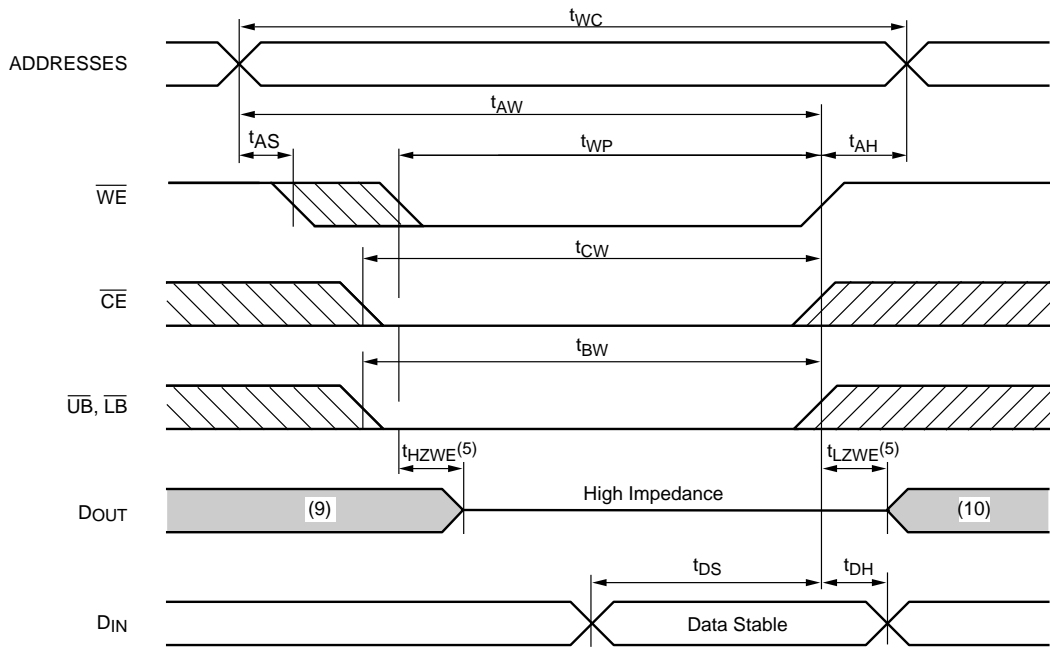 tWC
ADDRESSES
tAW
tAS
tWP
tAH
WE
tCW
CE
tBW
UB, LB
tHZWE(5)
tLZWE(5)
DOUT
(9)
High Impedance
(10)
tDS
tDH
DIN
Data Stable